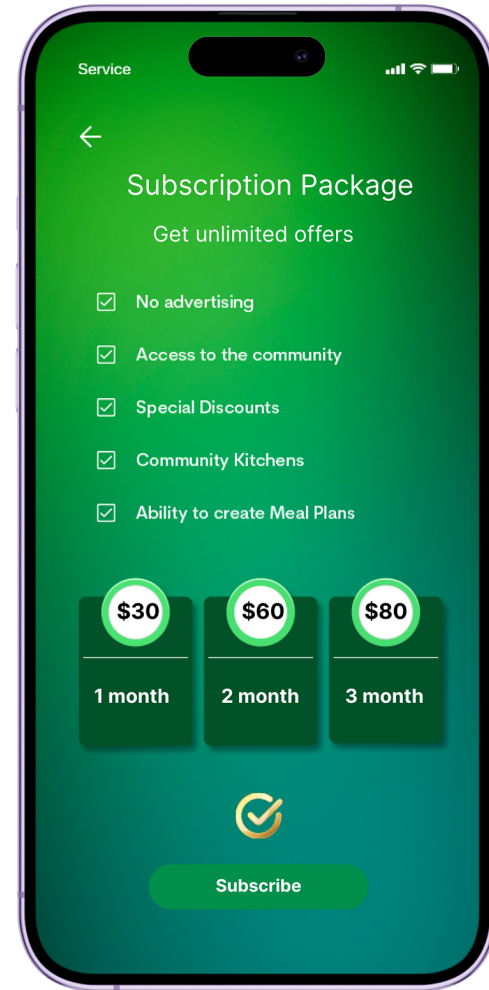 Service
Subscription Package
Get unlimited offers
No advertising
Access to the community
Special Discounts
Community Kitchens
Ability to create Meal Plans
$30 $60 $80
1 month 2 month 3 month
Subscribe